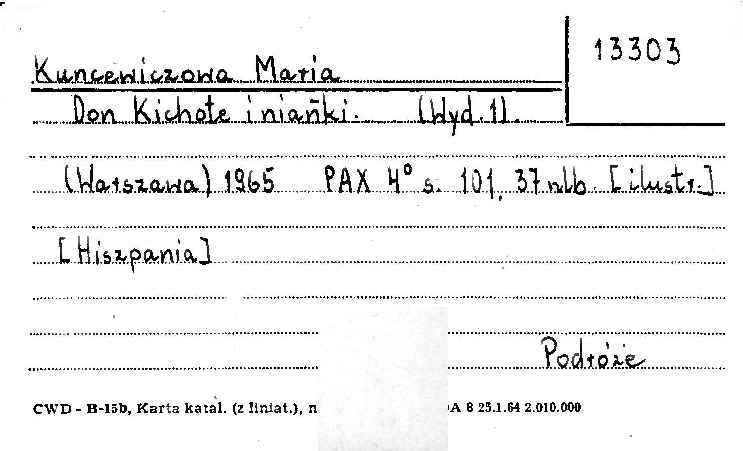 13303
Kuncewiczowa Maria
Don Kichote i niańki. (Wyd. 1).
(Warszawa) 1965 PAX 4° s. 101, 37 nlb. [ilustr.]
[Hiszpania]
Podróże
CWD - B-15b, Karta katal. (z liniat.), n A 8 25.1.64 2.010.000